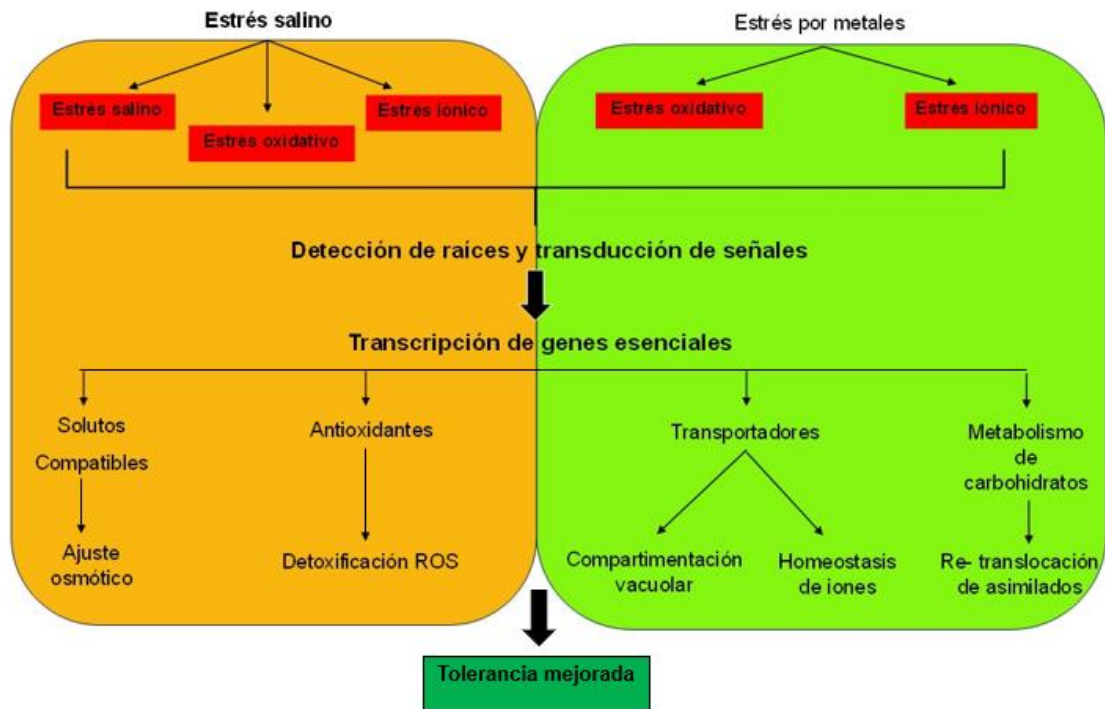 Estrés salino
Estrés por metales
Estrés salino
Estrés oxidativo
Estrés iónico
Estrés oxidativo
Estrés iónico
Detección de raíces y transducción de señales
Transcripción de genes esenciales
Solutos
Compatibles
Antioxidantes
Transportadores
Metabolismo
de
carbohidratos
Ajuste
osmótico
Detoxificación ROS
Compartimentación
vacuolar
Homeostasis
de iones
Re- translocación
de asimilados
Tolerancia mejorada